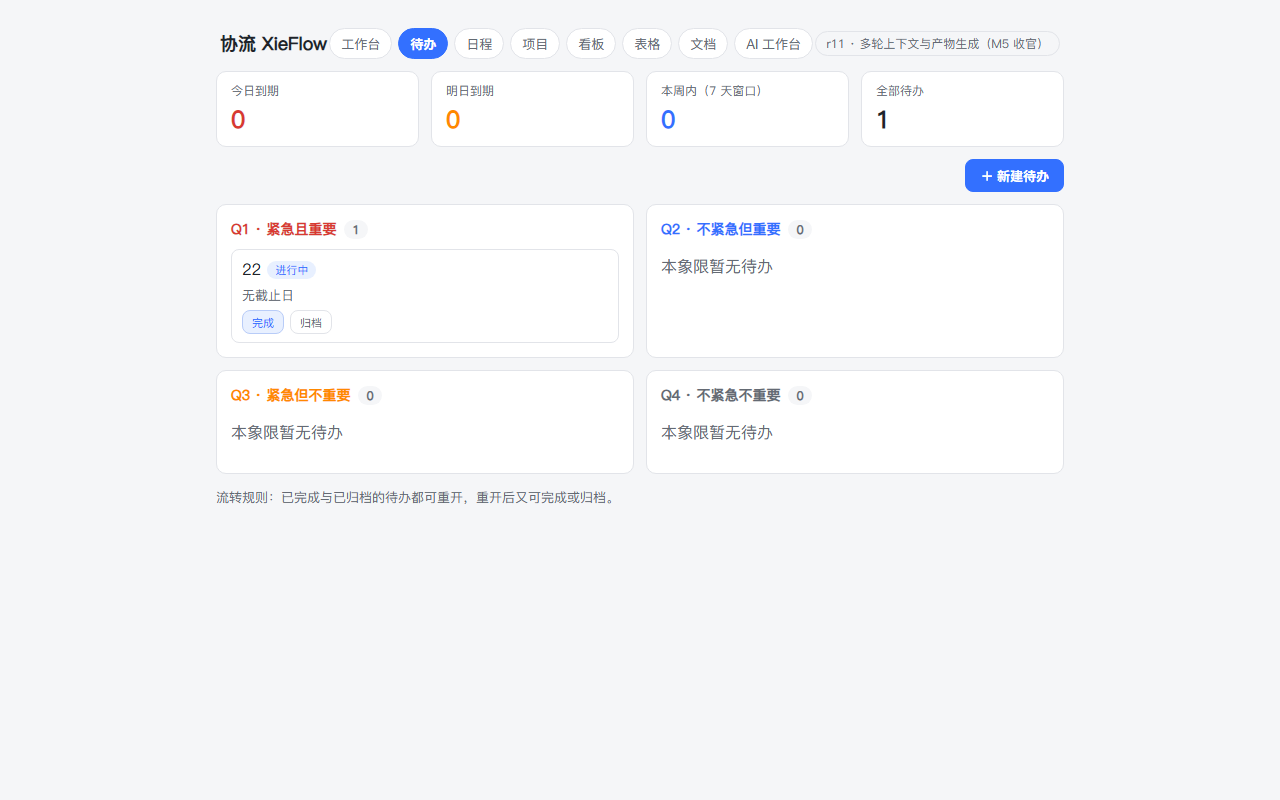 协流 XieFlow 工作台 待办 日程 项目 看板 表格 文档 AI 工作台 r11 · 多轮上下文与产物生成（M5 收官）
今日到期 明日到期 本周内（7 天窗口） 全部待办
0 0 0 1
＋ 新建待办
Q1 · 紧急且重要 1
22 进行中
无截止日
完成 归档
Q2 · 不紧急但重要 0
本象限暂无待办
Q3 · 紧急但不重要 0
本象限暂无待办
Q4 · 不紧急不重要 0
本象限暂无待办
流转规则：已完成与已归档的待办都可重开，重开后又可完成或归档。